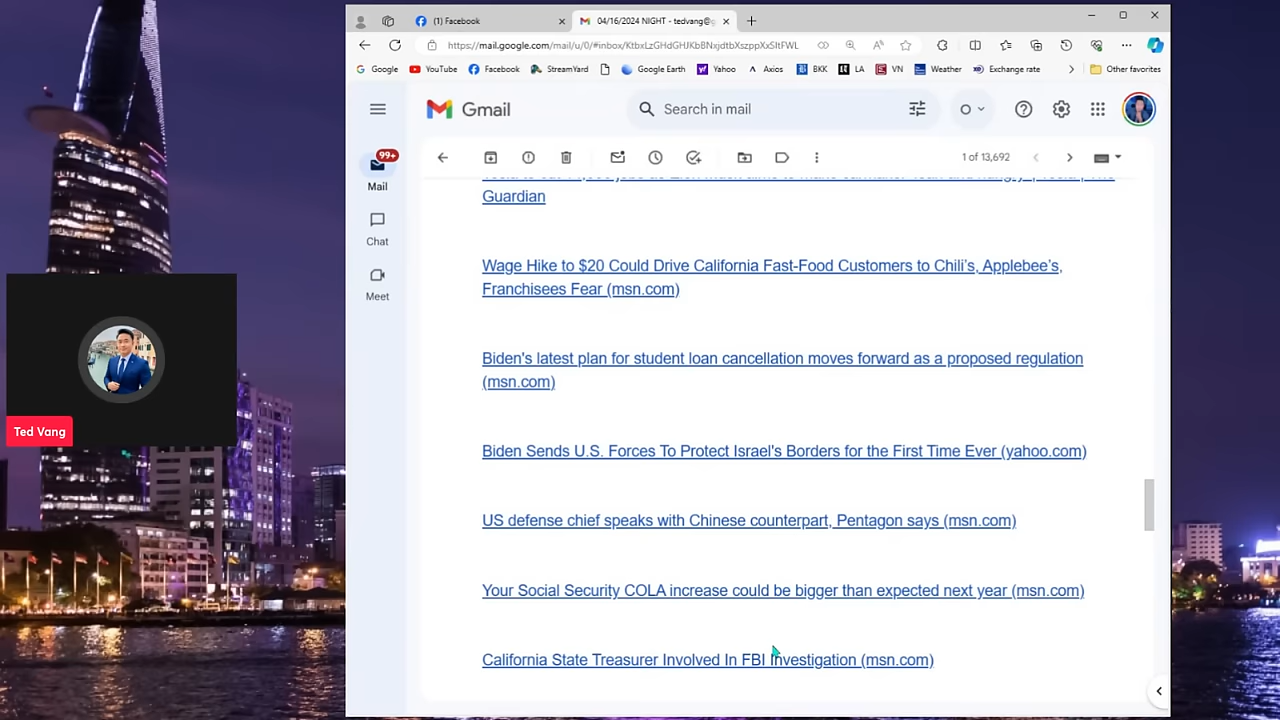 (1) Facebook
04/16/2024 NIGHT - tedvang@g
https://mail.google.com/mail/u/0/#inbox/KtbxLzGHdGHJKbBNxjdtbXszppXxSltFWL
Google
YouTube
Facebook
StreamYard
Google Earth
Yahoo
Axios
BKK
LA
VN
Weather
Exchange rate
Other favorites
Gmail
Search in mail
99+
Mail
1 of 13,692
Chat
Meet
Guardian
Wage Hike to $20 Could Drive California Fast-Food Customers to Chili's, Applebee's,
Franchisees Fear (msn.com)
Biden's latest plan for student loan cancellation moves forward as a proposed regulation
(msn.com)
Biden Sends U.S. Forces To Protect Israel's Borders for the First Time Ever (yahoo.com)
US defense chief speaks with Chinese counterpart, Pentagon says (msn.com)
Your Social Security COLA increase could be bigger than expected next year (msn.com)
California State Treasurer Involved In FBI Investigation (msn.com)
Ted Vang